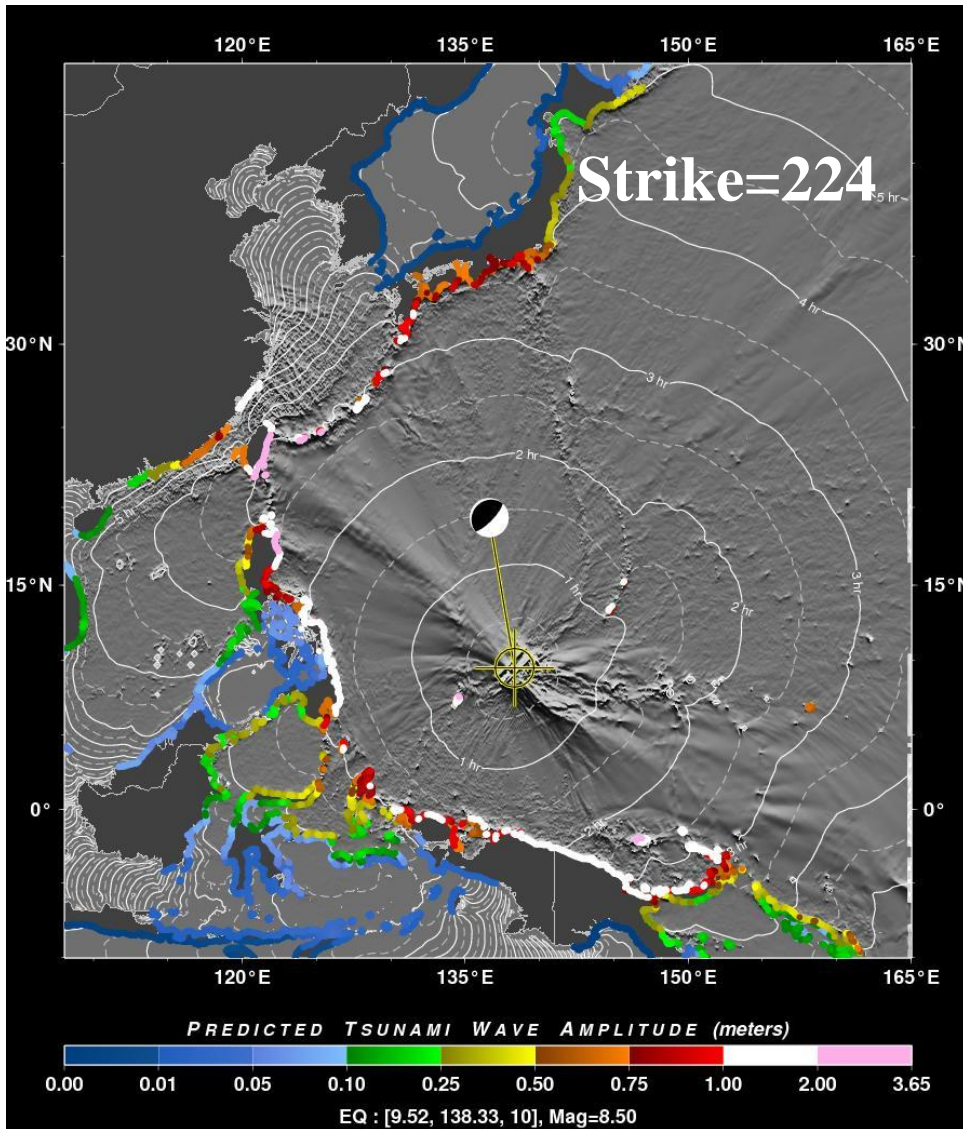 120°E 135°E 150°E 165°E
Strike=224
5 hr
4 hr
30°N 30°N
3 hr
2 hr
5 hr
1 hr
3 hr
15°N 15°N
2 hr
1 hr
0° 0°
120°E 135°E 150°E 165°E
PREDICTED TSUNAMI WAVE AMPLITUDE (meters)
0.00 0.01 0.05 0.10 0.25 0.50 0.75 1.00 2.00 3.65
EQ : [9.52, 138.33, 10], Mag=8.50